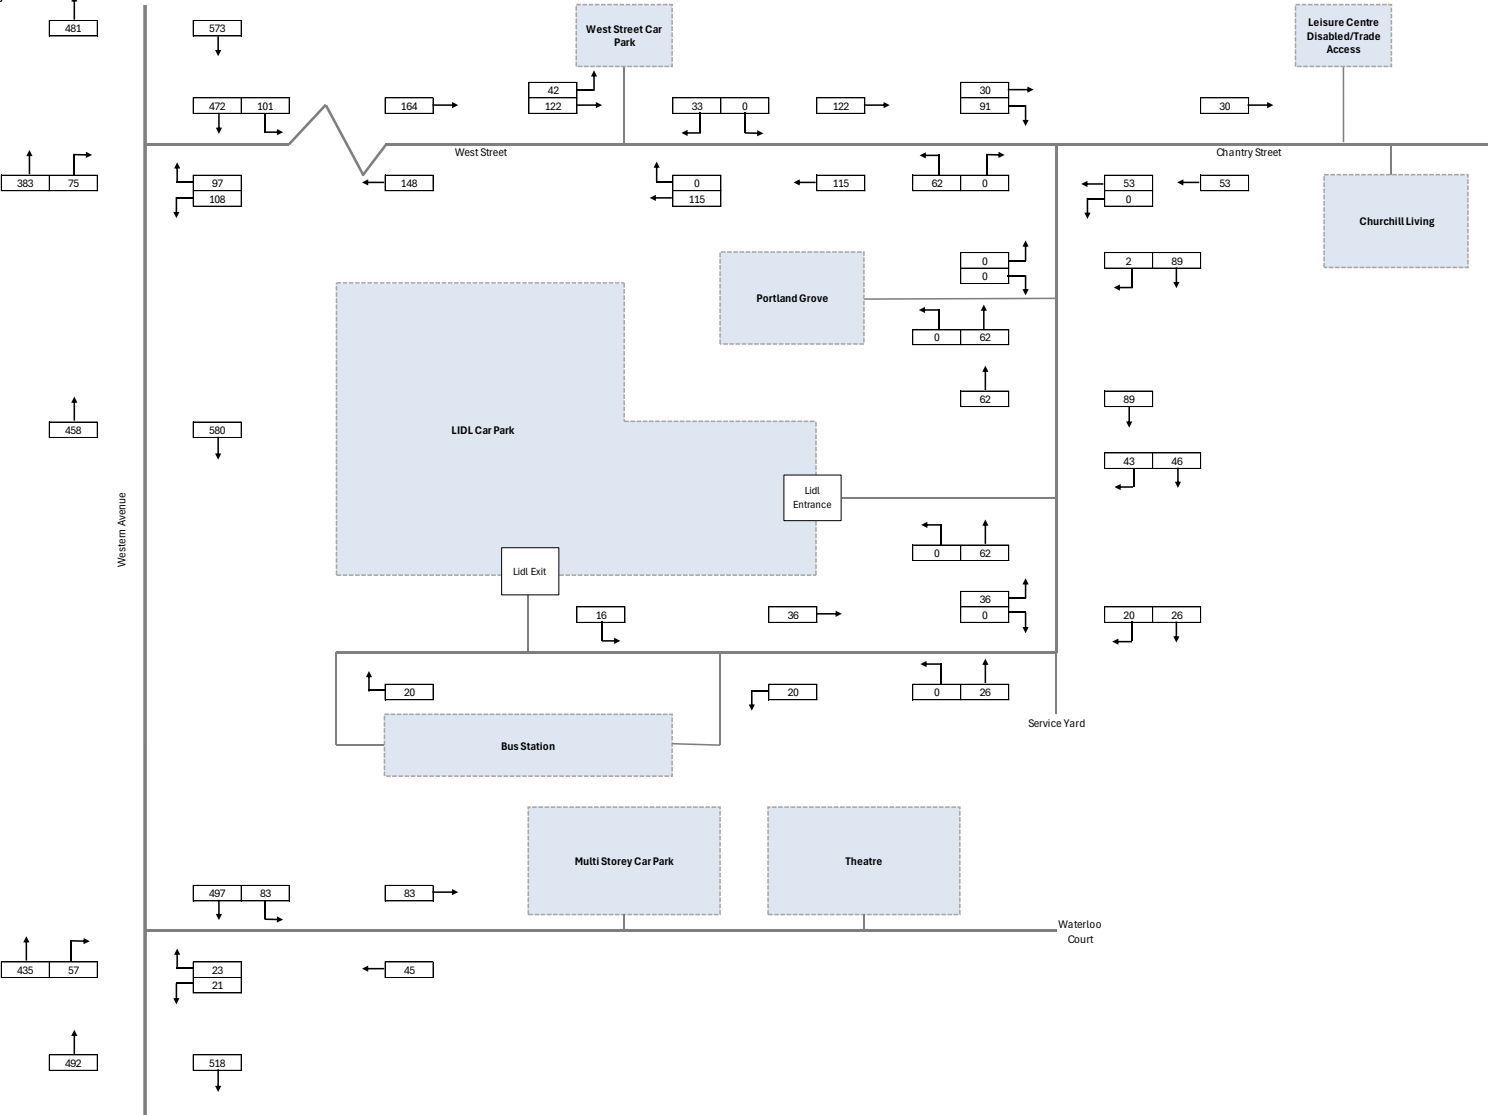 481
573
West Street Car
Park
Leisure Centre
Disabled/Trade
Access
42
30
472 101
164
122
33 0
122
91
30
West Street
Chantry Street
383 75
97
148
0
115
62 0
53
53
108
115
0
Churchill Living
0
2 89
0
Portland Grove
0 62
62
89
LIDL Car Park
458
580
43 46
Western Avenue
Lidl
Entrance
0 62
Lidl Exit
36
16
36
0
20 26
20
20
0 26
Service Yard
Bus Station
Multi Storey Car Park
Theatre
497 83
83
Waterloo
Court
435 57
23
45
21
492
518